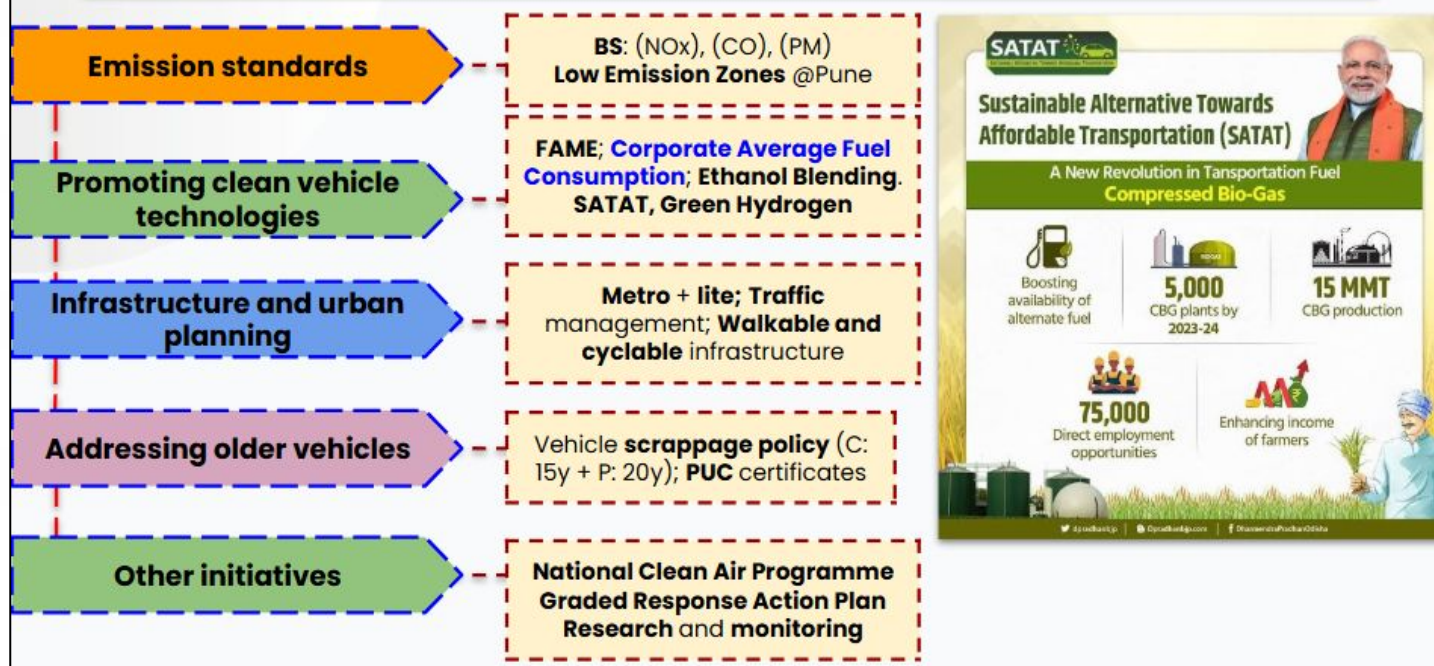 Emission standards
BS: (NOx), (CO), (PM)
Low Emission Zones @Pune
Promoting clean vehicle
technologies
FAME; Corporate Average Fuel
Consumption; Ethanol Blending.
SATAT, Green Hydrogen
Infrastructure and urban
planning
Metro + lite; Traffic
management; Walkable and
cyclable infrastructure
Addressing older vehicles
Vehicle scrappage policy (C:
15y + P: 20y); PUC certificates
Other initiatives
National Clean Air Programme
Graded Response Action Plan
Research and monitoring
SATAT
Sustainable Alternative Towards
Affordable Transportation (SATAT)
A New Revolution in Tansportation Fuel
Compressed Bio-Gas
Boosting
availability of
alternate fuel
5,000
CBG plants by
2023-24
15 MMT
CBG production
75,000
Direct employment
opportunities
Enhancing income
of farmers